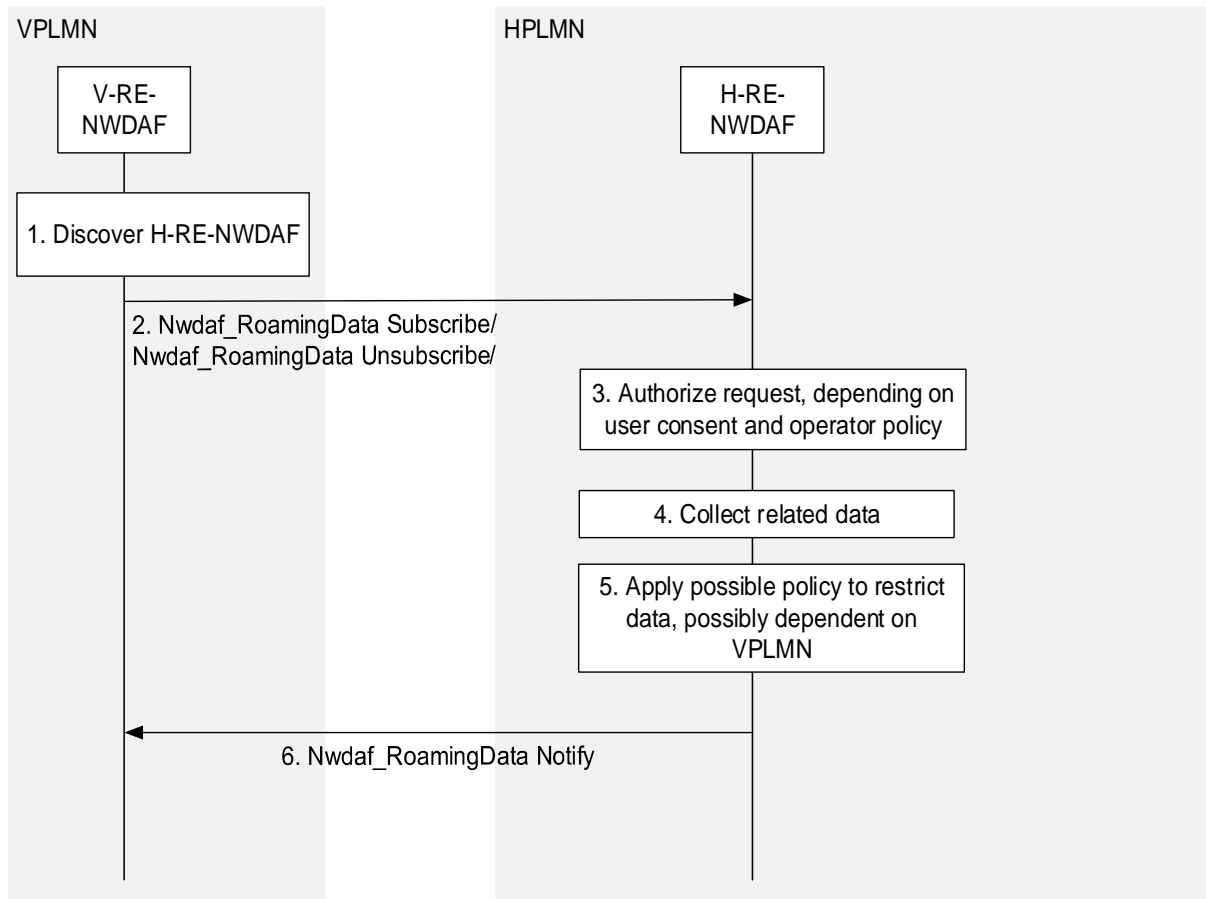 VPLMN
HPLMN
V-RE-
NWDAF
H-RE-
NWDAF
1. Discover H-RE-NWDAF
2. Nwdaf_RoamingData Subscribe/
Nwdaf_RoamingData Unsubscribe/
3. Authorize request, depending on
user consent and operator policy
4. Collect related data
5. Apply possible policy to restrict
data, possibly dependent on
VPLMN
6. Nwdaf_RoamingData Notify